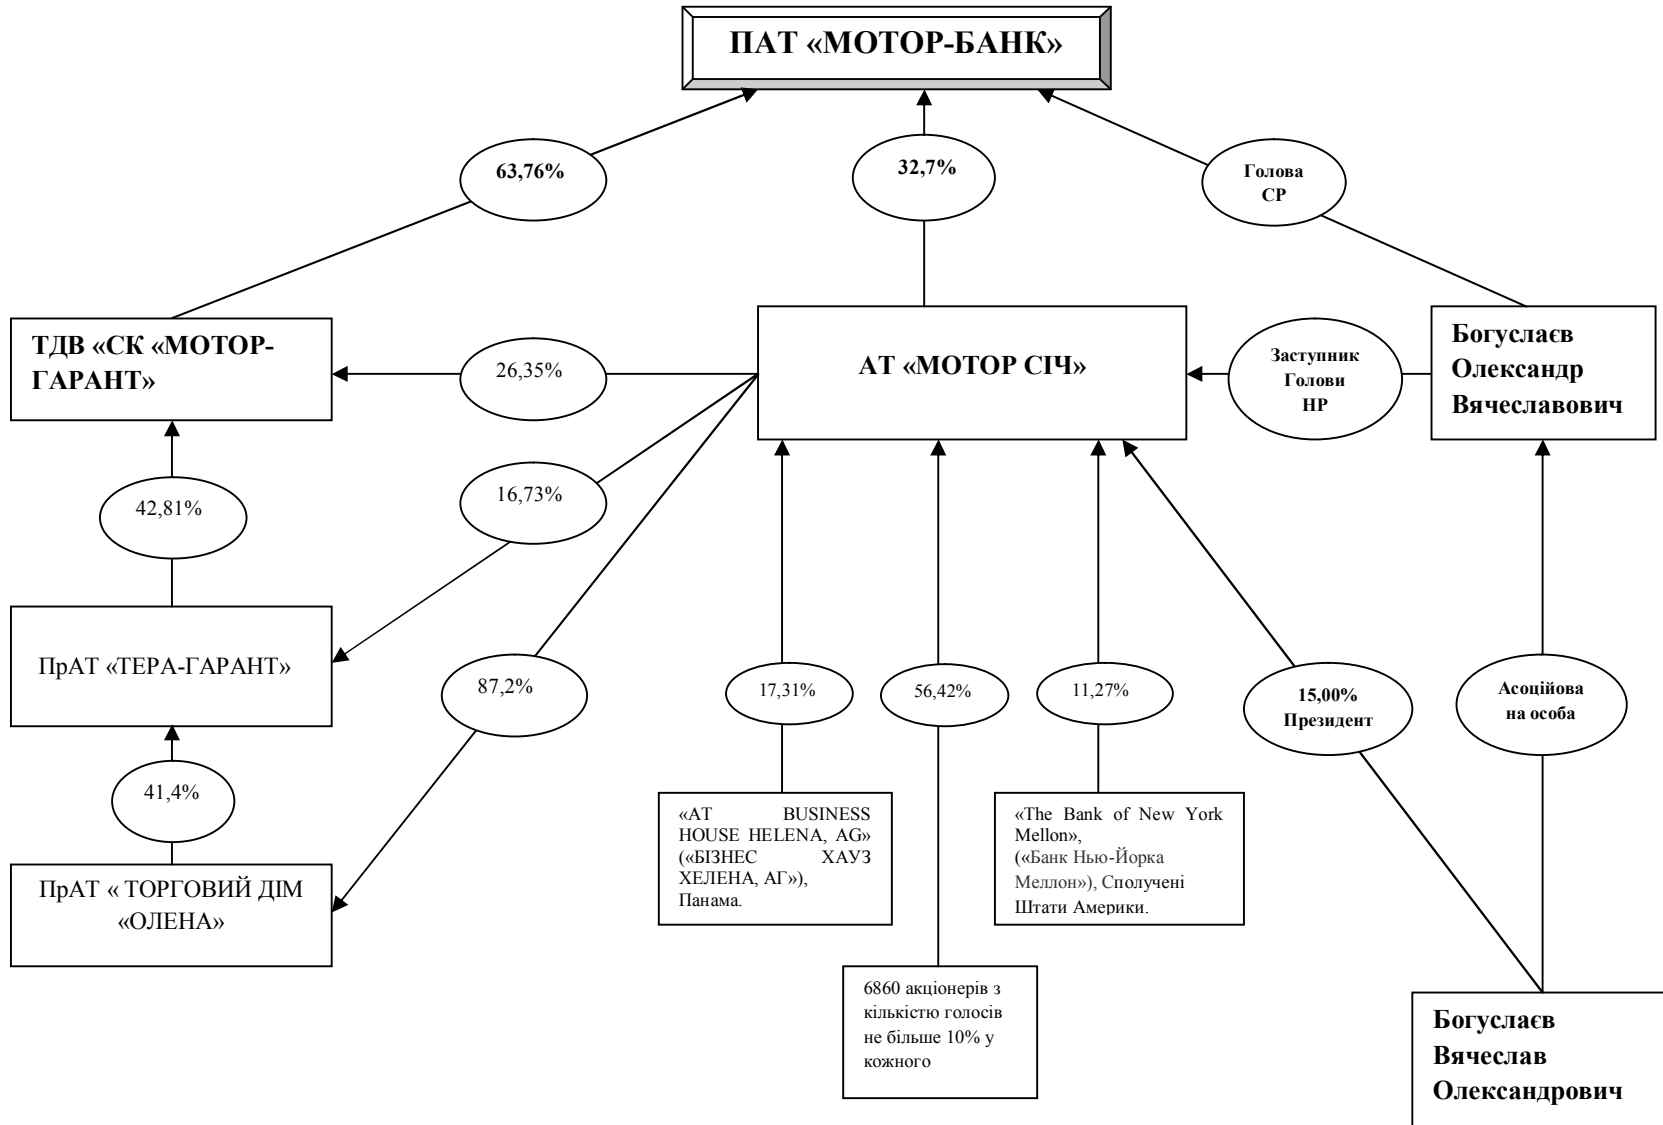 ПАТ «МОТОР-БАНК»
63,76%
32,7%
Голова
СР
ТДВ «СК «МОТОР-
ГАРАНТ»
26,35%
АТ «МОТОР СІЧ»
Заступник
Голови
НР
Богуслаєв
Олександр
Вячеславович
42,81%
16,73%
ПрАТ «ТЕРА-ГАРАНТ»
87,2%
17,31%
56,42%
11,27%
15,00%
Президент
Асоційова
на особа
41,4%
ПрАТ « ТОРГОВИЙ ДІМ
«ОЛЕНА»
«АТ BUSINESS
HOUSE HELENA, AG»
(«БІЗНЕС ХАУЗ
ХЕЛЕНА, АГ»),
Панама.
«The Bank of New York
Mellon»,
(«Банк Нью-Йорка
Меллон»), Сполучені
Штати Америки.
6860 акціонерів з
кількістю голосів
не більше 10% у
кожного
Богуслаєв
Вячеслав
Олександрович